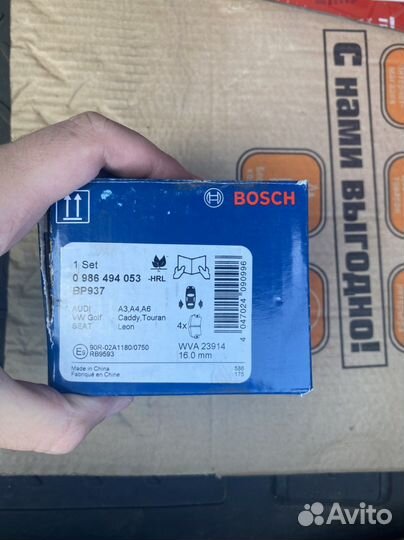 BOSCH
1 Set
0 986 494 053 -HRL
BP937
AUDI A3,A4,A6
VW Golf Caddy,Touran
SEAT Leon
4x
90R-02A1180/0750
RB9593
WVA 23914
16.0 mm
Made in China
Fabriqué en Chine
586
175
4 047024 090996
С нами выгодно!
Avito